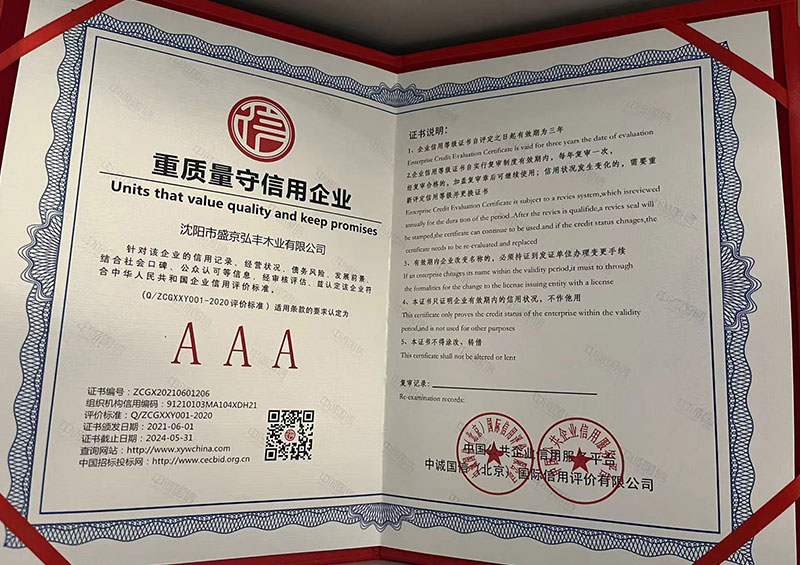 信
重质量守信用企业
Units that value quality and keep promises
沈阳市盛京弘丰木业有限公司
针对该企业的信用记录、经营状况、债务风险、发展前景、
结合社会口碑、公众认可等信息。经审核评估、兹认定该企业符
合中华人民共和国企业信用评价标准。
(Q/ZCGXXY001-2020评价标准)适用条款的要求认定为
AAA
证书编号:ZCGX20210601206
组织机构信用编码:91210103MA104XDH21
评价标准:Q/ZCGXXY001-2020
证书颁发日期:2021-06-01
证书截止日期:2024-05-31
查询网站:http://www.xywchina.com
中国招标投标网:http://www.cecbid.org.cn
证书说明:
1、企业信用等级证书自评定之日起有效期为三年
Enterprise Credit Evaluation Certificate is vaid for three years the date of evaluation
2.企业信用等级证书自实行复审制度有效期内,每年复审一次,
经复审合格的,加盖复审章后可继续使用;信用状况发生变化的,需要重
新评定信用等级并更换证书
Enterprise Credit Evaluation Certificate is subject to a revies system,which isreviewed
annually for the dura tion of the period .After the revies is qualifide,a revies seal will
be stamped,the certficate can continue to be used,and if the credit status chnages,the
certificate needs to be re-evaluated and replaced
3、有效期内企业改变名称的,必须持证到发证单位办理变更手续
If an enterprise chnages its name within the validity period,it must to through
the formalities for the change to the license issuing entity with a license
4、本证书只证明企业有效期内的信用状况,不作他用
This certificate only proves the credit status of the enterprise within the validity
period,and is not used for other purposes
5、本证书不得涂改、转借
This certificate shall not be altered or lent
复审记录:
Re-examination records:
中国公共企业信用服务平台
中诚国信(北京)国际信用评价有限公司